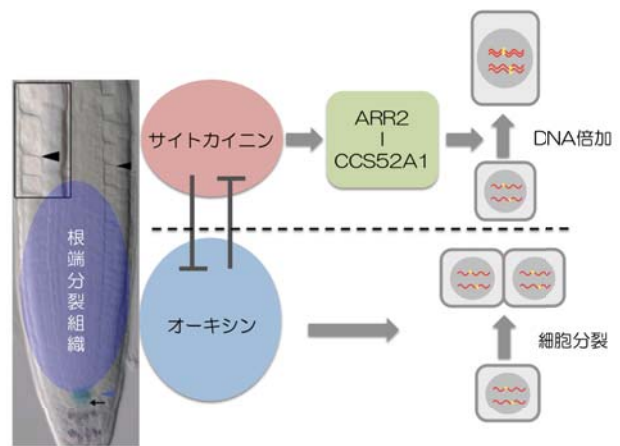 サイトカイニン
ARR2
CCS52A1
DNA倍加
根端分裂組織
オーキシン
細胞分裂